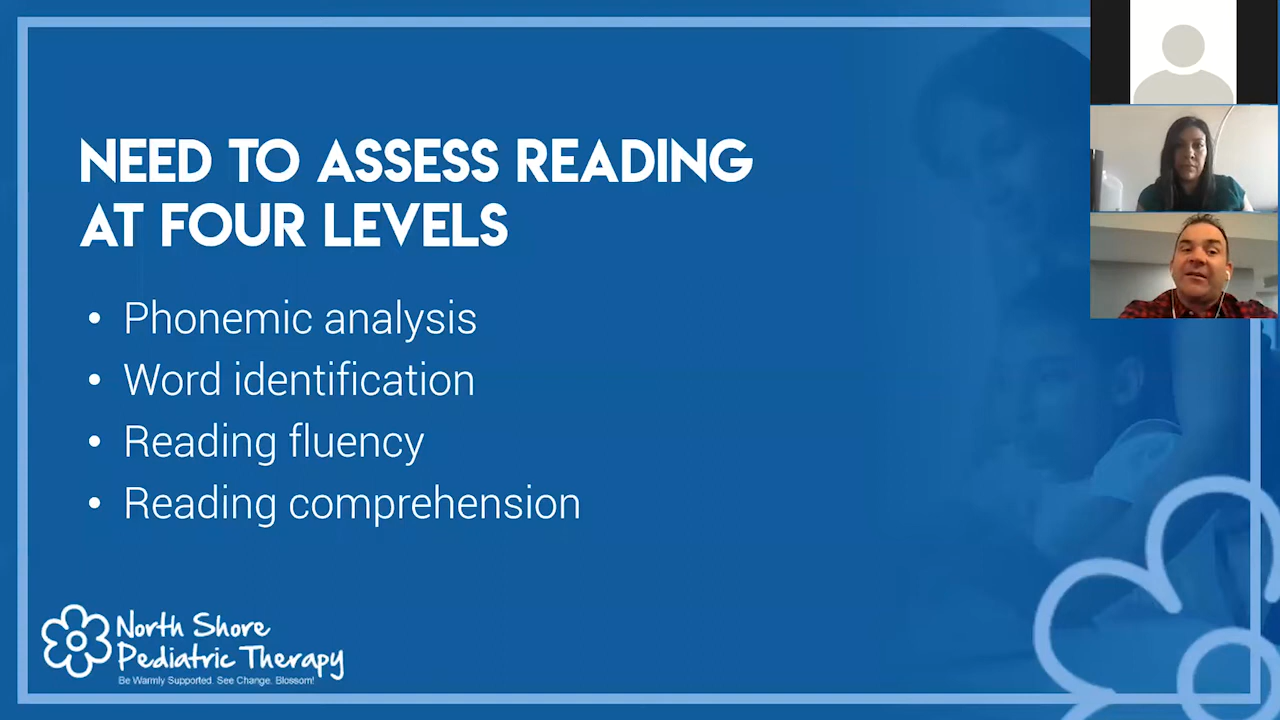 NEED TO ASSESS READING
AT FOUR LEVELS
• Phonemic analysis
• Word identification
• Reading fluency
• Reading comprehension
North Shore
Pediatric Therapy
Be Warmly Supported. See Change. Blossom!